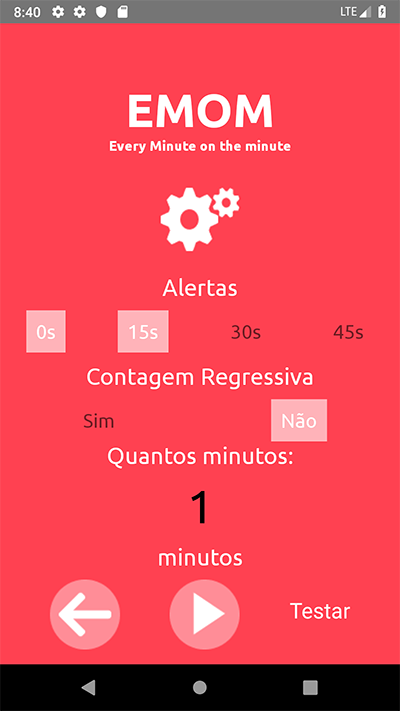 8:40 LTE
EMOM
Every Minute on the minute
Alertas
0s 15s 30s 45s
Contagem Regressiva
Sim Não
Quantos minutos:
1
minutos
Testar